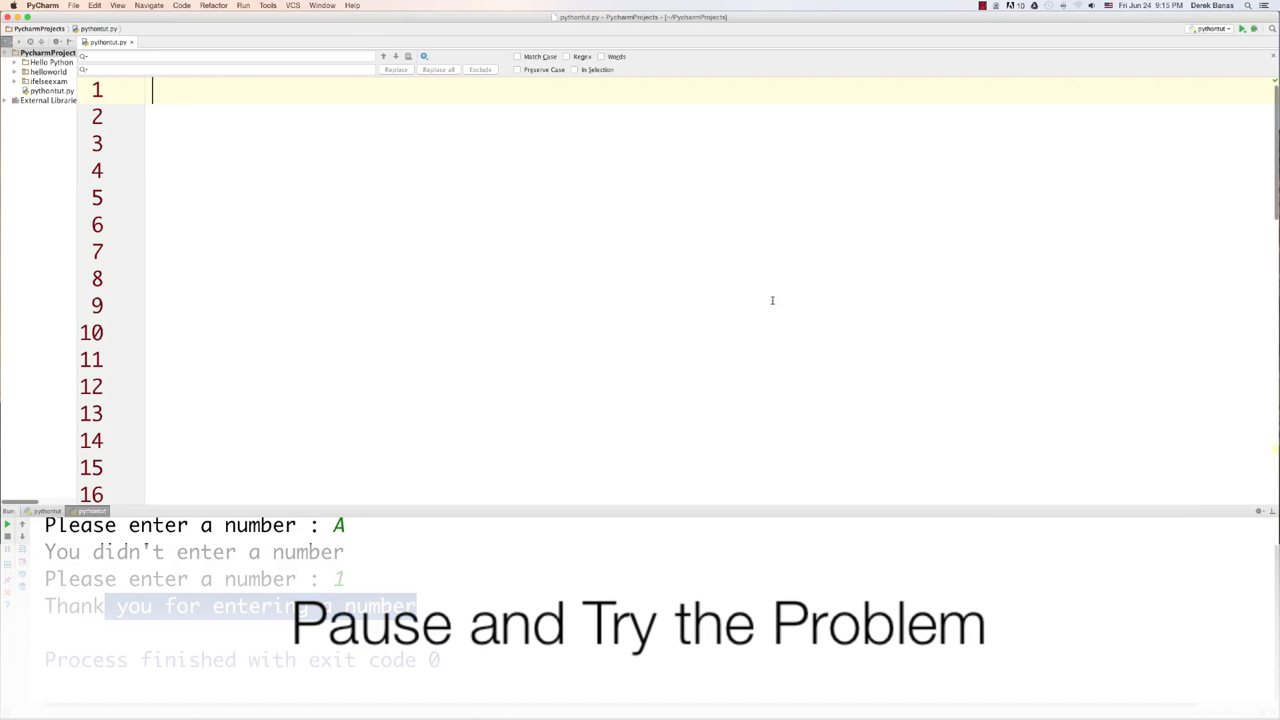 PyCharm File Edit View Navigate Code Refactor Run Tools VCS Window Help
10 Fri Jun 24 9:15 PM Derek Banas
pythontut.py - PycharmProjects - [~/PycharmProjects]
PycharmProjects pythontut.py
pythontut
pythontut.py
PycharmProject
Hello Python
helloworld
ifelseexam
pythontut.py
External Librarie
Match Case Regex Words
Replace Replace all Exclude Preserve Case In Selection
1
2
3
4
5
6
7
8
9
10
11
12
13
14
15
16
Run: pythontut pythontut
Please enter a number : A
You didn't enter a number
Please enter a number : 1
Thank you for entering a number
Pause and Try the Problem
Process finished with exit code 0